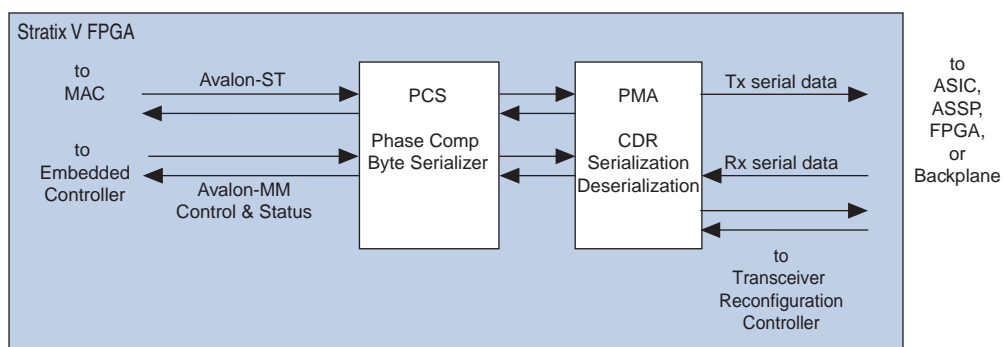 Stratix V FPGA
to
MAC
Avalon-ST
to
Embedded
Controller
Avalon-MM
Control & Status
PCS
Phase Comp
Byte Serializer
PMA
CDR
Serialization
Deserialization
Tx serial data
Rx serial data
to
Transceiver
Reconfiguration
Controller
to
ASIC,
ASSP,
FPGA,
or
Backplane